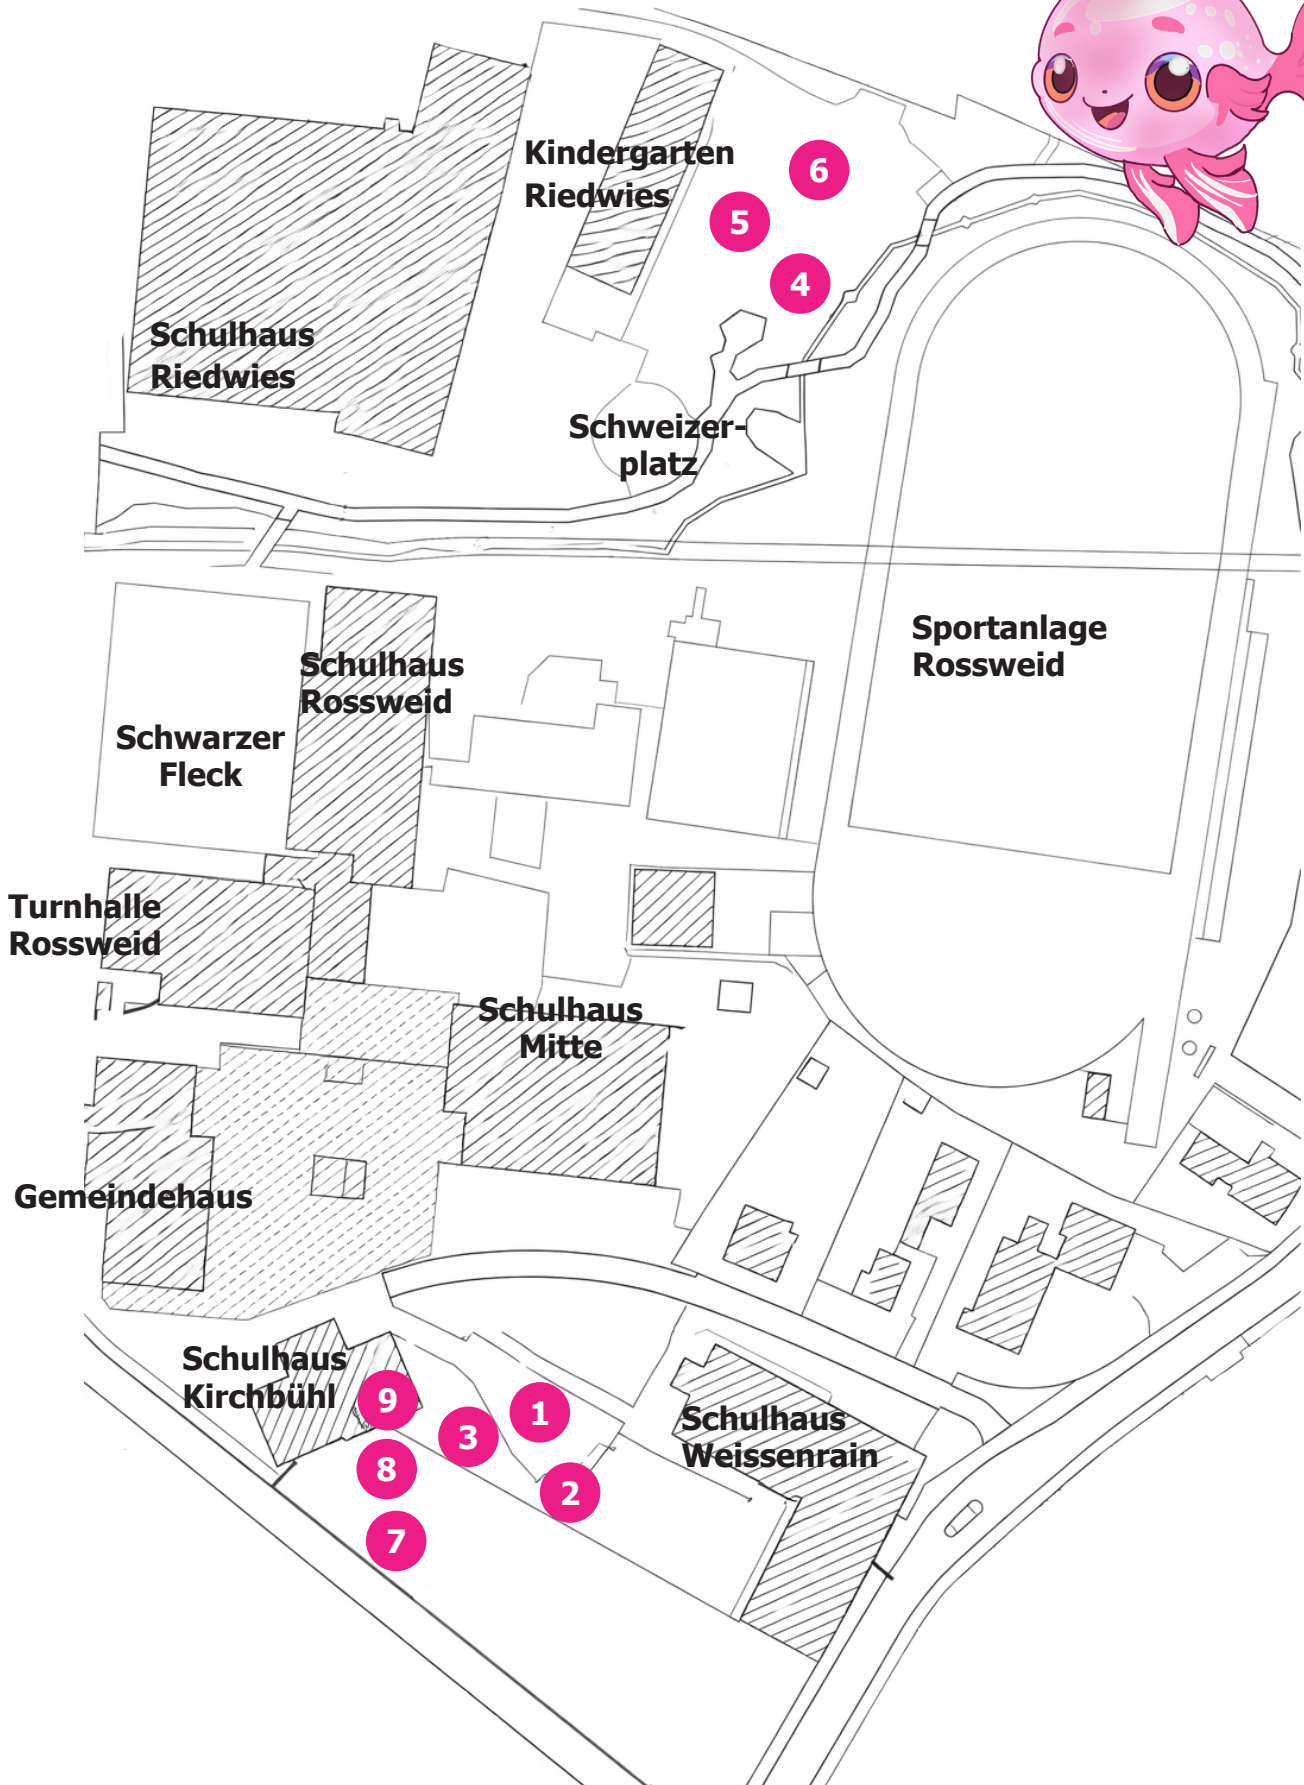 Kindergarten
Riedwies
6
5
4
Schulhaus
Riedwies
Schweizer-
platz
Sportanlage
Rossweid
Schulhaus
Rossweid
Schwarzer
Fleck
Turnhalle
Rossweid
Schulhaus
Mitte
Gemeindehaus
Schulhaus
Kirchbühl
9
1
3
Schulhaus
Weissenrain
8
2
7